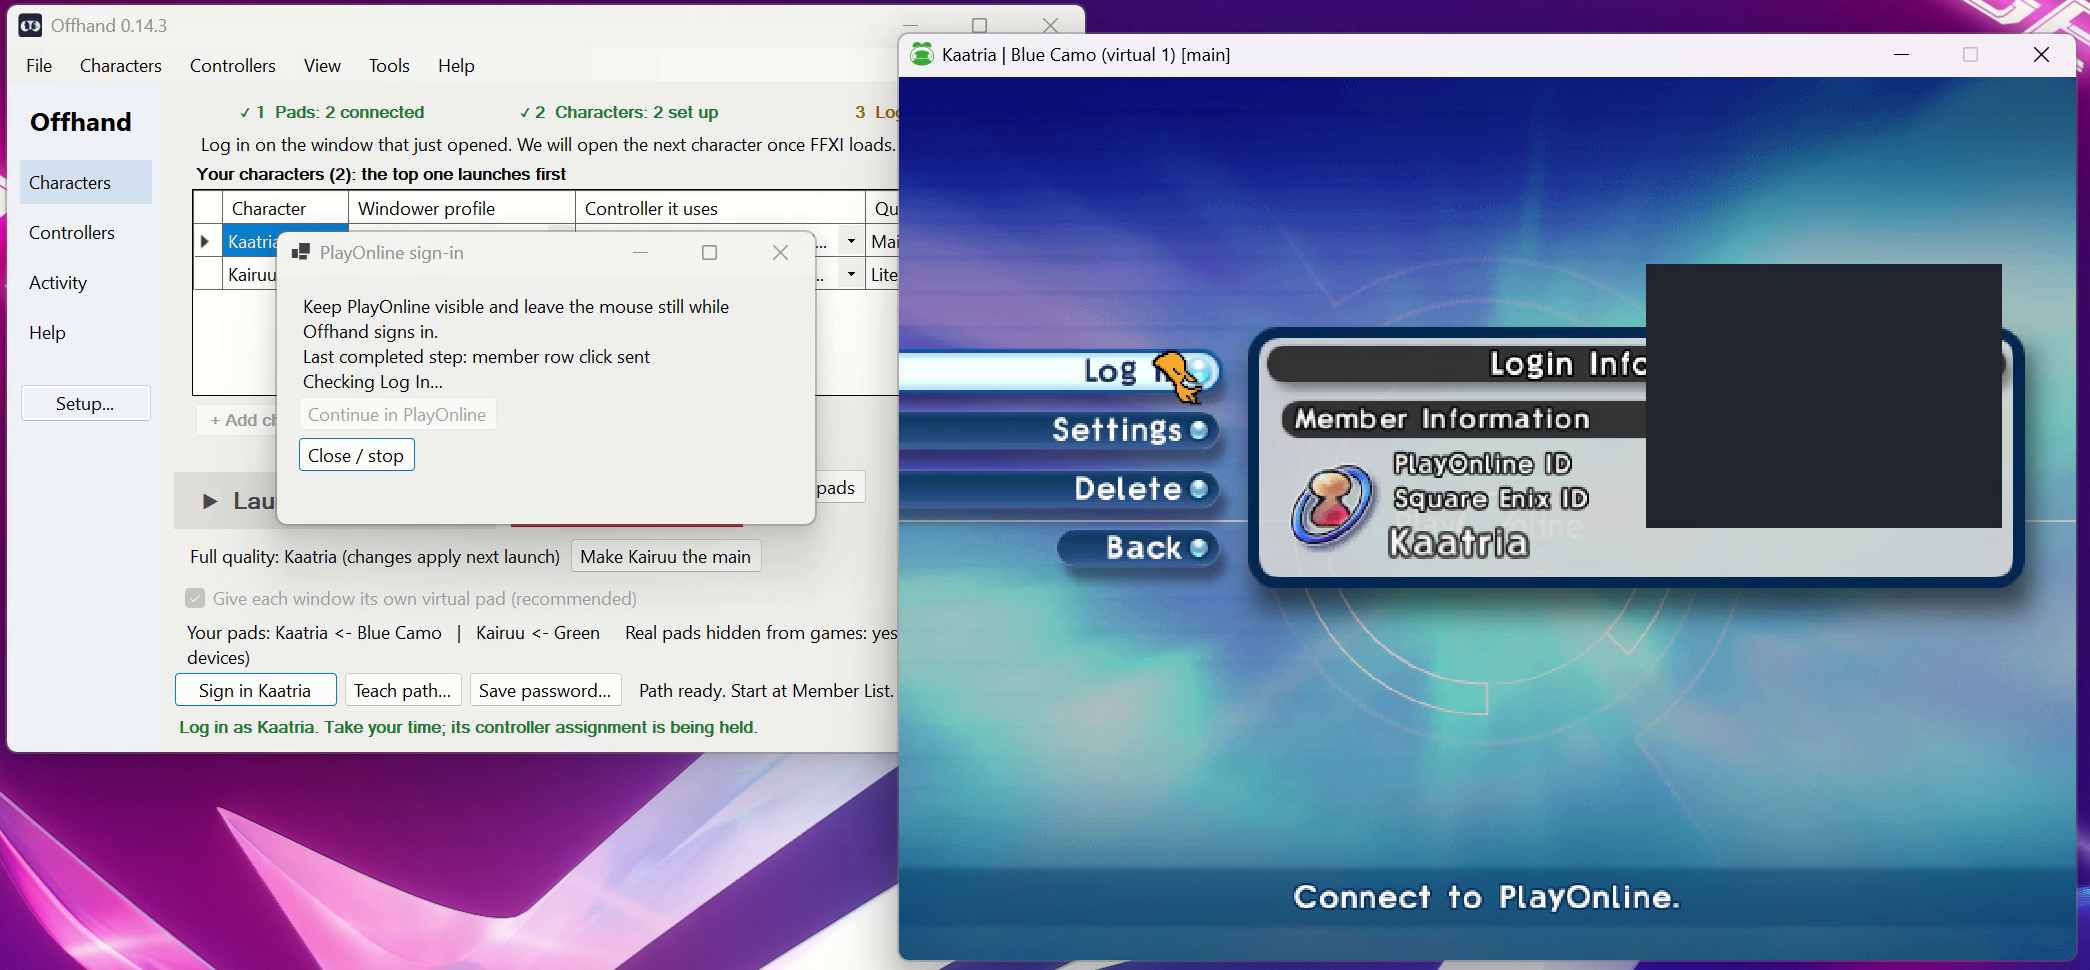 Offhand 0.14.3
File Characters Controllers View Tools Help
Offhand
Characters
Controllers
Activity
Help
Setup...
✓ 1 Pads: 2 connected ✓ 2 Characters: 2 set up 3
Log in on the window that just opened. We will open the next character once FFXI loads.
Your characters (2): the top one launches first
Character Windower profile Controller it uses
Kaatria ...
Kairuu ...
PlayOnline sign-in
Keep PlayOnline visible and leave the mouse still while
Offhand signs in.
Last completed step: member row click sent
Checking Log In...
Continue in PlayOnline
Close / stop
+ Add
pads
Full quality: Kaatria (changes apply next launch) Make Kairuu the main
Give each window its own virtual pad (recommended)
Your pads: Kaatria <- Blue Camo | Kairuu <- Green Real pads hidden from games: yes
devices)
Sign in Kaatria Teach path... Save password... Path ready. Start at Member List.
Log in as Kaatria. Take your time; its controller assignment is being held.
Kaatria | Blue Camo (virtual 1) [main]
Log
Settings
Delete
Back
Login
Member Information
PlayOnline ID
Square Enix ID
Kaatria
Connect to PlayOnline.